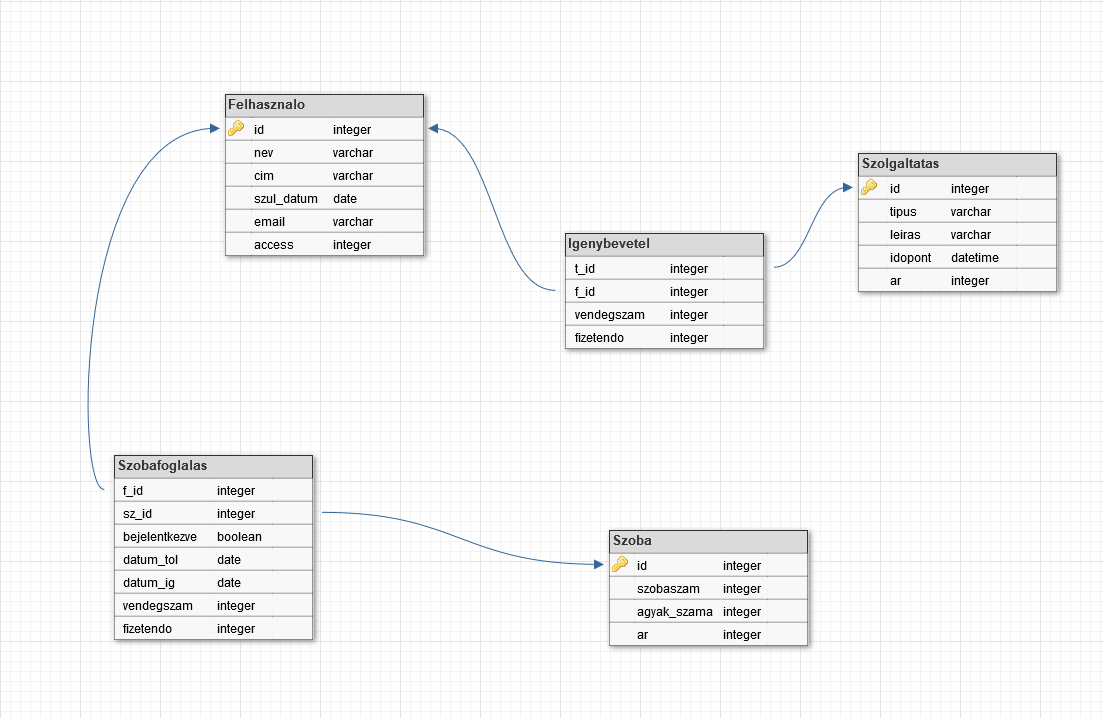 Felhasznalo
id integer
nev varchar
cim varchar
szul_datum date
email varchar
access integer
Szolgaltatas
id integer
tipus varchar
leiras varchar
idopont datetime
ar integer
Igenybevetel
t_id integer
f_id integer
vendegszam integer
fizetendo integer
Szobafoglalas
f_id integer
sz_id integer
bejelentkezve boolean
datum_tol date
datum_ig date
vendegszam integer
fizetendo integer
Szoba
id integer
szobaszam integer
agyak_szama integer
ar integer